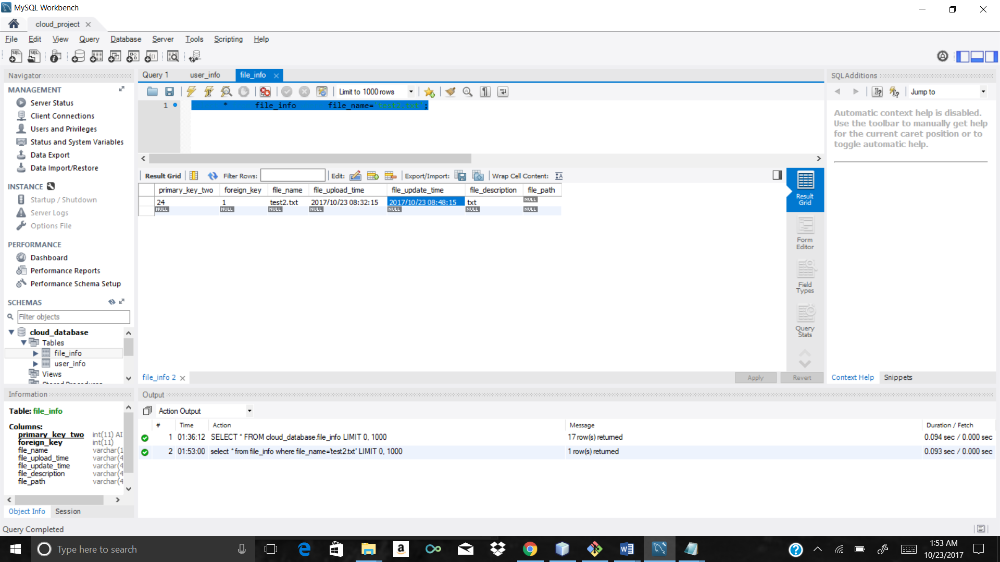 MySQL Workbench
cloud_project
File Edit View Query Database Server Tools Scripting Help
Navigator
MANAGEMENT
Server Status
Client Connections
Users and Privileges
Status and System Variables
Data Export
Data Import/Restore
INSTANCE
Startup / Shutdown
Server Logs
Options File
PERFORMANCE
Dashboard
Performance Reports
Performance Schema Setup
SCHEMAS
Filter objects
cloud_database
Tables
file_info
user_info
Views
Stored Procedures
Information
Table: file_info
Columns:
primary_key_two int(11) AI
foreign_key int(11)
file_name varchar(1
file_upload_time varchar(4
file_update_time varchar(4
file_description varchar(4
file_path varchar(4
Object Info Session
Query Completed
Query 1 user_info file_info
Limit to 1000 rows
1 * file_info file_name='test2.txt';
Result Grid Filter Rows: Edit: Export/Import: Wrap Cell Content:
primary_key_two foreign_key file_name file_upload_time file_update_time file_description file_path
24 1 test2.txt 2017/10/23 08:32:15 2017/10/23 08:48:15 txt NULL
NULL NULL NULL NULL NULL NULL NULL
Result
Grid
Form
Editor
Field
Types
Query
Stats
file_info 2 Apply Revert
SQLAdditions
Jump to
Automatic context help is disabled.
Use the toolbar to manually get help
for the current caret position or to
toggle automatic help.
Context Help Snippets
Output
Action Output
# Time Action Message Duration / Fetch
1 01:36:12 SELECT * FROM cloud_database.file_info LIMIT 0, 1000 17 row(s) returned 0.094 sec / 0.000 sec
2 01:53:00 select * from file_info where file_name='test2.txt' LIMIT 0, 1000 1 row(s) returned 0.093 sec / 0.000 sec
Type here to search
1:53 AM
10/23/2017